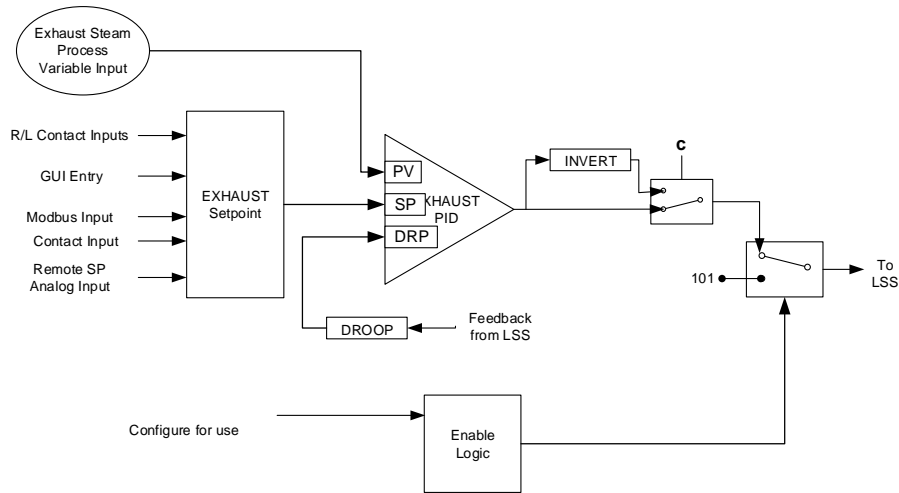 Exhaust Steam
Process
Variable Input
R/L Contact Inputs
GUI Entry
Modbus Input
Contact Input
Remote SP
Analog Input
EXHAUST
Setpoint
PV
SP
XHAUST
PID
DRP
DROOP
Feedback
from LSS
INVERT
C
101
To
LSS
Configure for use
Enable
Logic